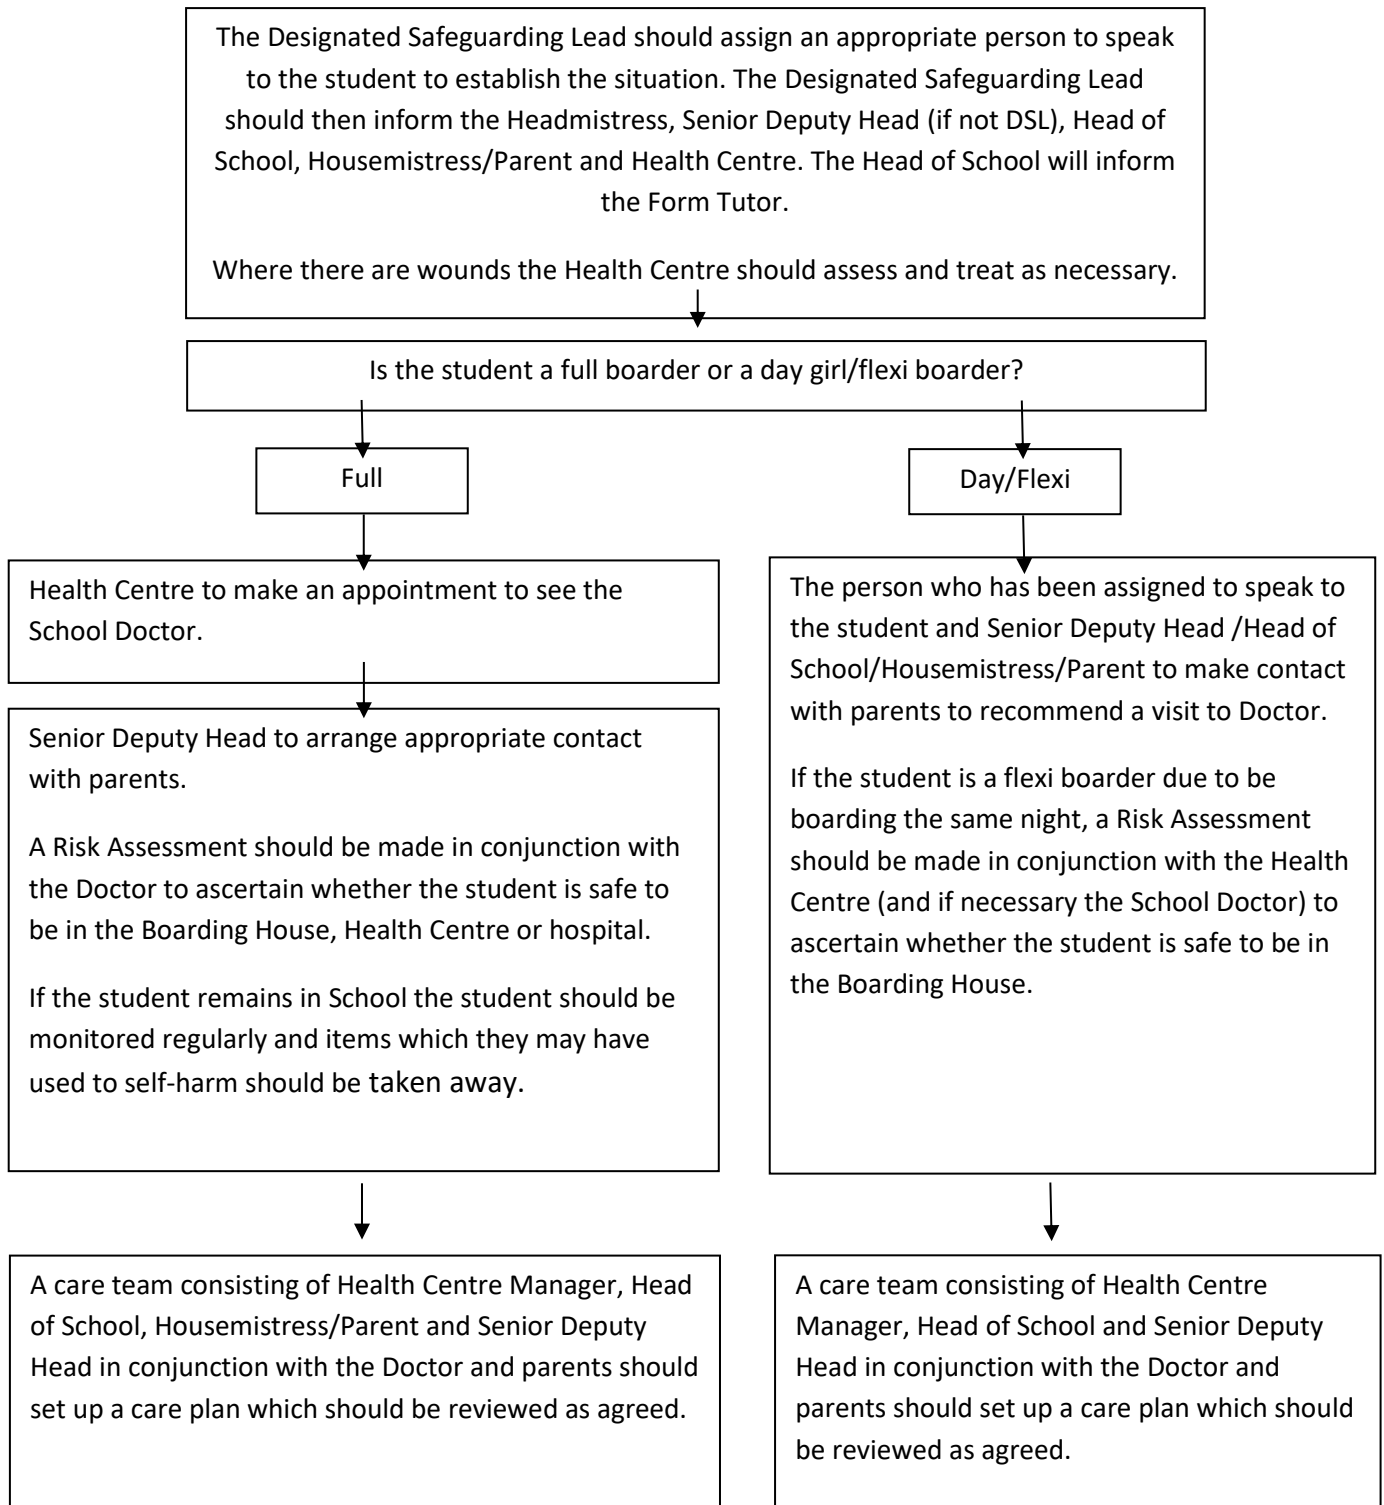 The Designated Safeguarding Lead should assign an appropriate person to speak
to the student to establish the situation. The Designated Safeguarding Lead
should then inform the Headmistress, Senior Deputy Head (if not DSL), Head of
School, Housemistress/Parent and Health Centre. The Head of School will inform
the Form Tutor.
Where there are wounds the Health Centre should assess and treat as necessary.
Is the student a full boarder or a day girl/flexi boarder?
Full
Day/Flexi
Health Centre to make an appointment to see the
School Doctor.
Senior Deputy Head to arrange appropriate contact
with parents.
A Risk Assessment should be made in conjunction with
the Doctor to ascertain whether the student is safe to
be in the Boarding House, Health Centre or hospital.
If the student remains in School the student should be
monitored regularly and items which they may have
used to self-harm should be taken away.
The person who has been assigned to speak to
the student and Senior Deputy Head /Head of
School/Housemistress/Parent to make contact
with parents to recommend a visit to Doctor.
If the student is a flexi boarder due to be
boarding the same night, a Risk Assessment
should be made in conjunction with the Health
Centre (and if necessary the School Doctor) to
ascertain whether the student is safe to be in
the Boarding House.
A care team consisting of Health Centre Manager, Head
of School, Housemistress/Parent and Senior Deputy
Head in conjunction with the Doctor and parents should
set up a care plan which should be reviewed as agreed.
A care team consisting of Health Centre
Manager, Head of School and Senior Deputy
Head in conjunction with the Doctor and
parents should set up a care plan which should
be reviewed as agreed.